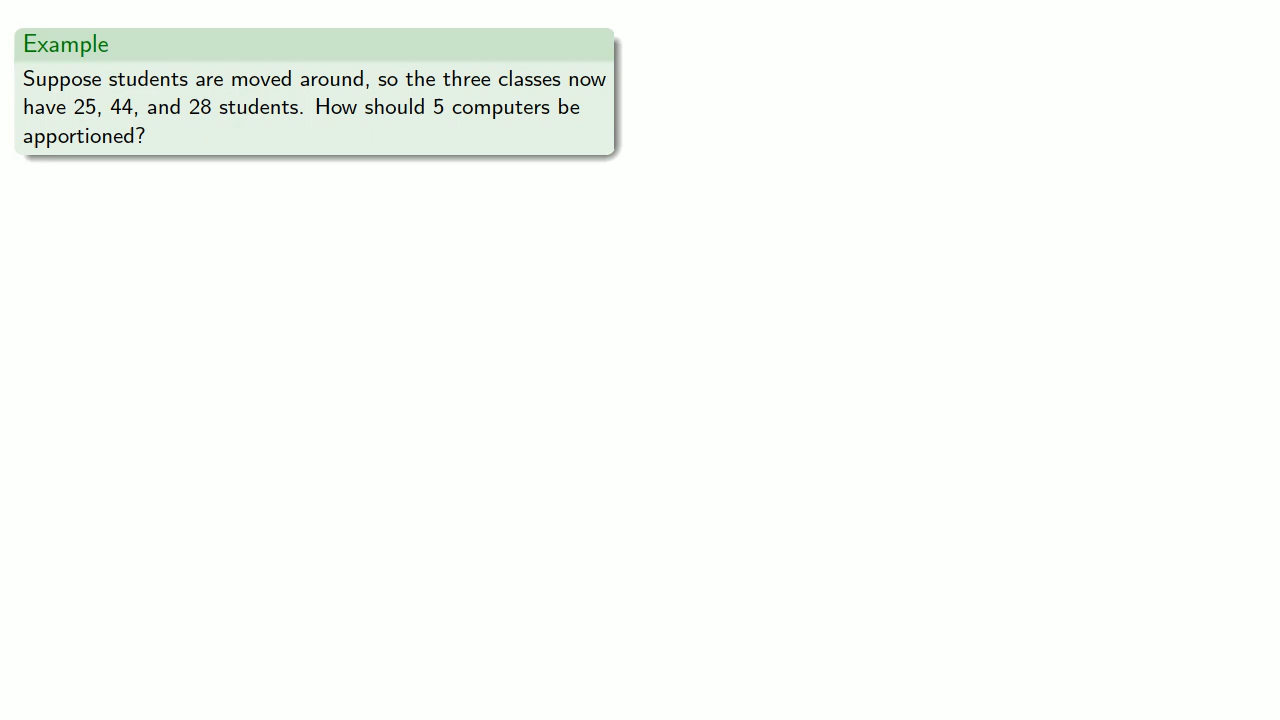 Example
Suppose students are moved around, so the three classes now
have 25, 44, and 28 students. How should 5 computers be
apportioned?